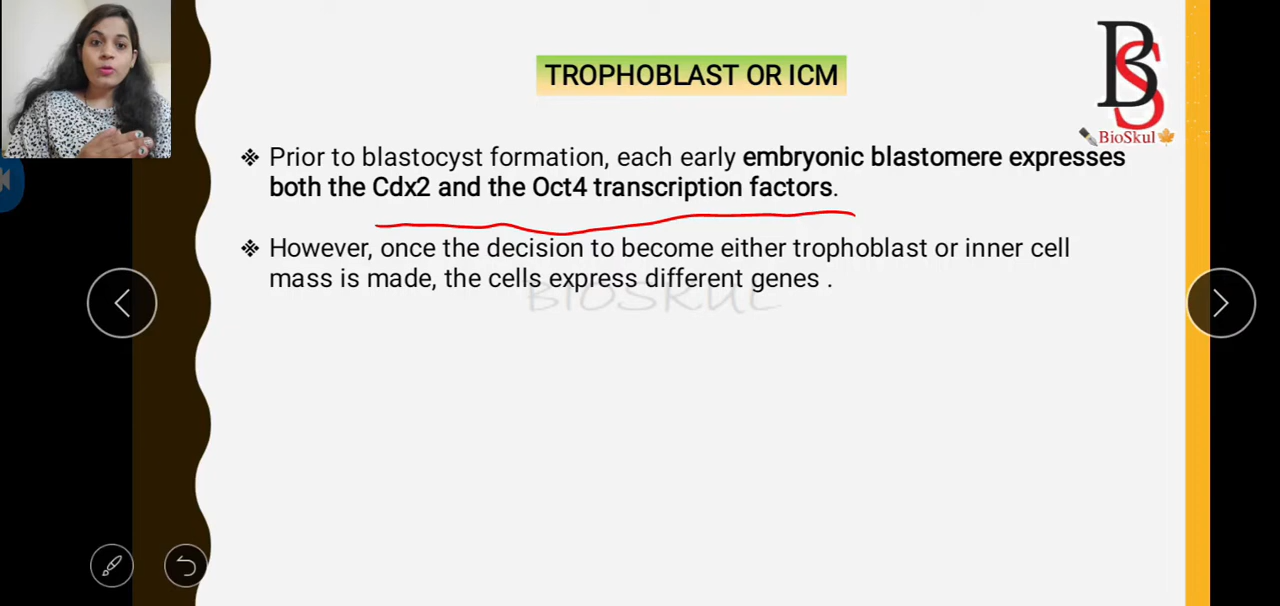 TROPHOBLAST OR ICM
BS
BioSkul
❖ Prior to blastocyst formation, each early embryonic blastomere expresses
both the Cdx2 and the Oct4 transcription factors.
❖ However, once the decision to become either trophoblast or inner cell
mass is made, the cells express different genes .
BIOSKUL